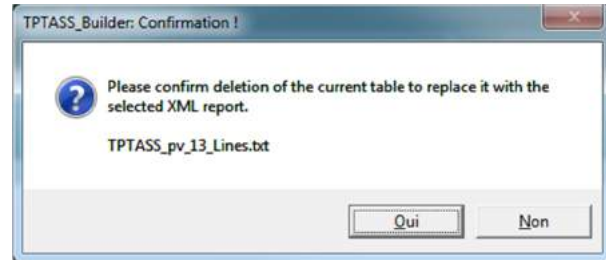 TPTASS_Builder: Confirmation !
Please confirm deletion of the current table to replace it with the
selected XML report.
TPTASS_pv_13_Lines.txt
Oui
Non